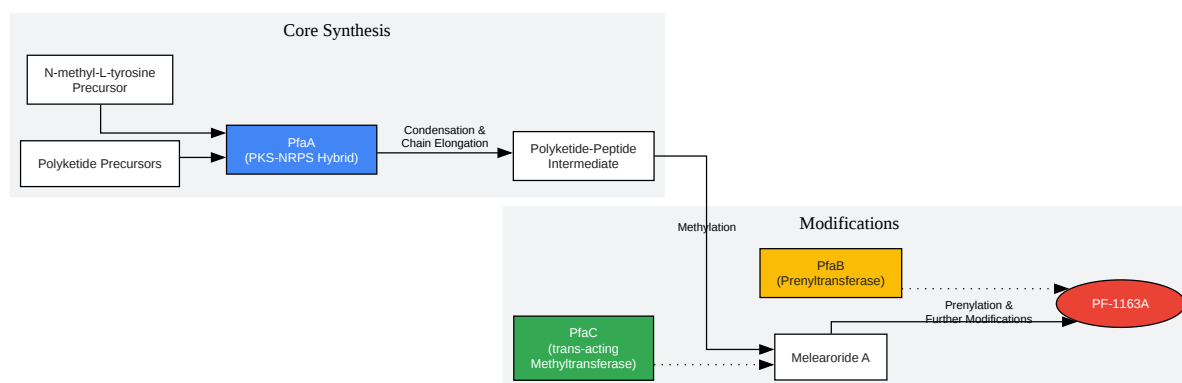 Core Synthesis
N-methyl-L-tyrosine
Precursor
Polyketide Precursors
PfaA
(PKS-NRPS Hybrid)
Condensation &
Chain Elongation
Polyketide-Peptide
Intermediate
Methylation
Modifications
PfaB
(Prenyltransferase)
PfaC
(trans-acting
Methyltransferase)
Melearoride A
Prenylation &
Further Modifications
PF-1163A